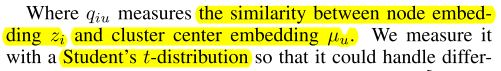 Where q_{iu} measures the similarity between node embed-
ding z_i and cluster center embedding μ_u. We measure it
with a Student's t-distribution so that it could handle differ-